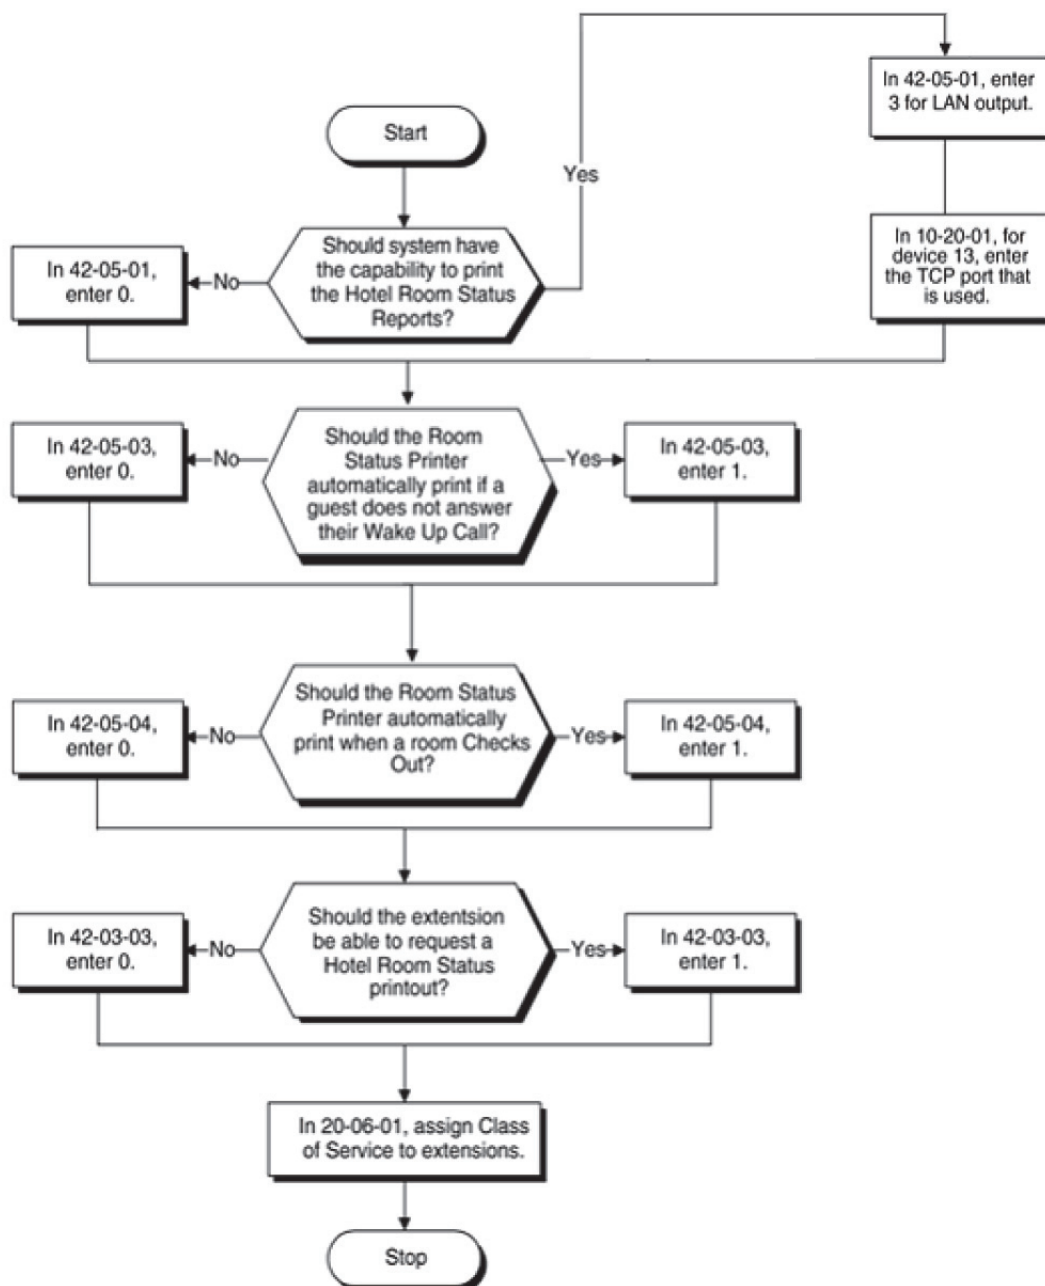 Start
Yes
In 42-05-01, enter
3 for LAN output.
In 10-20-01, for
device 13, enter
the TCP port that
is used.
Should system have
the capability to print
the Hotel Room Status
Reports?
No
In 42-05-01,
enter 0.
Should the Room
Status Printer
automatically print if a
guest does not answer
their Wake Up Call?
No
In 42-05-03,
enter 0.
Yes
In 42-05-03,
enter 1.
Should the Room Status
Printer automatically
print when a room Checks
Out?
No
In 42-05-04,
enter 0.
Yes
In 42-05-04,
enter 1.
Should the extentsion
be able to request a
Hotel Room Status
printout?
No
In 42-03-03,
enter 0.
Yes
In 42-03-03,
enter 1.
In 20-06-01, assign Class
of Service to extensions.
Stop